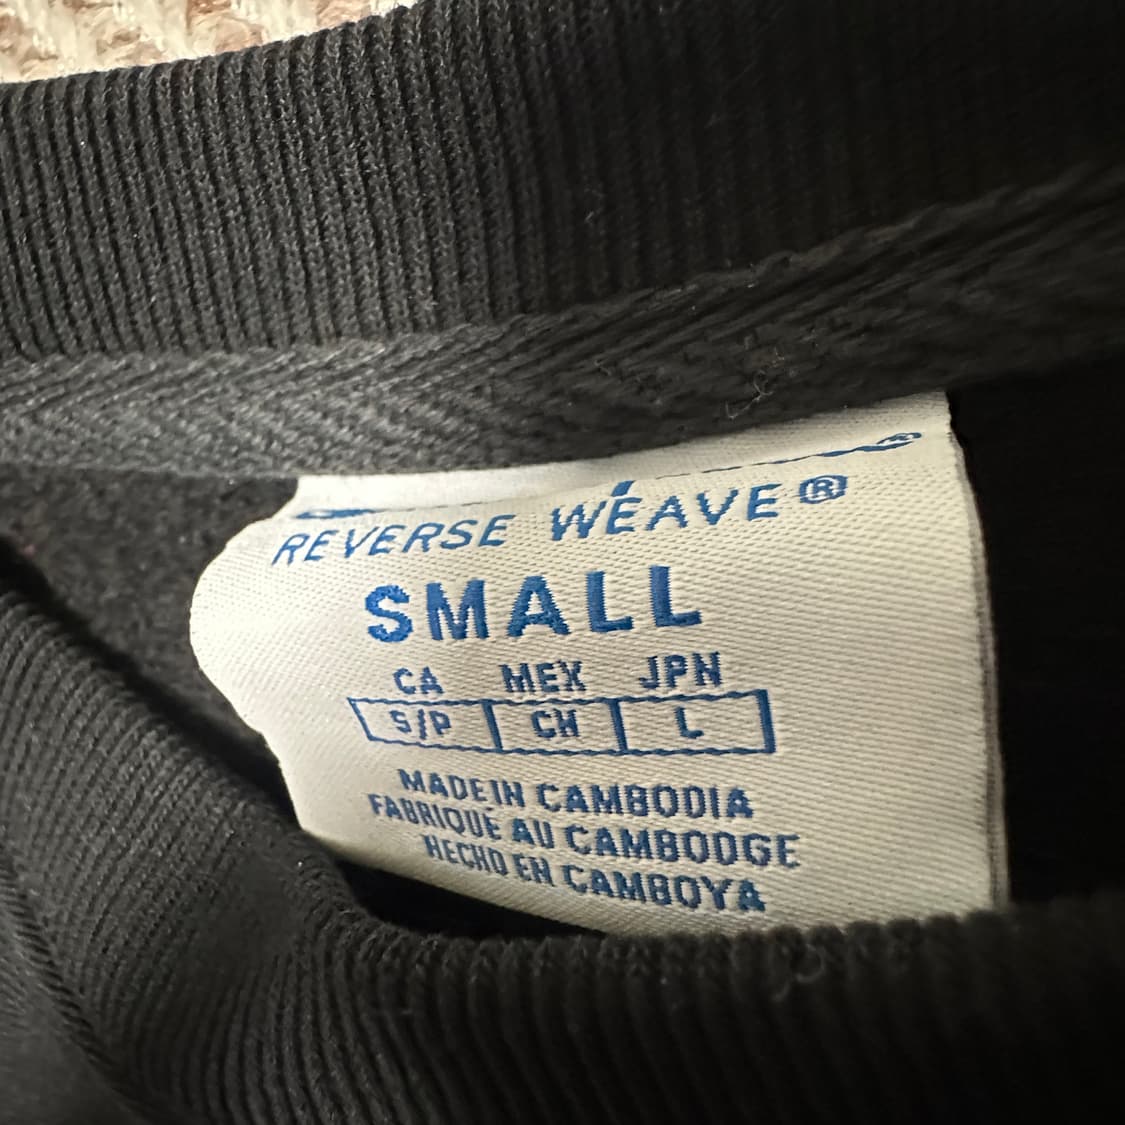 REVERSE WEAVE®
SMALL
CA MEX JPN
S/P CH L
MADE IN CAMBODIA
FABRIQUÉ AU CAMBODGE
HECHO EN CAMBOYA